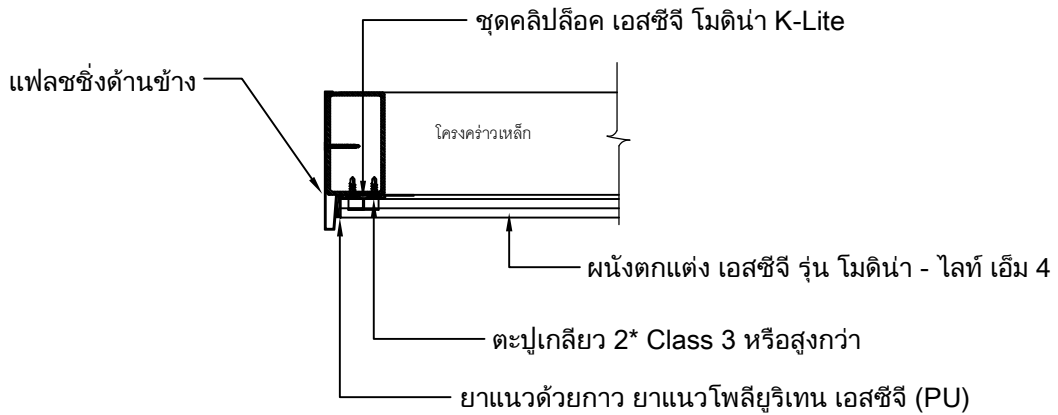 ชุดคลิปล็อค เอสซีจี โมดิน่า K-Lite
แฟลชชิ่งด้านข้าง
โครงคร่าวเหล็ก
ผนังตกแต่ง เอสซีจี รุ่น โมดิน่า - ไลท์ เอ็ม 4
ตะปูเกลียว 2* Class 3 หรือสูงกว่า
ยาแนวด้วยกาว ยาแนวโพลียูริเทน เอสซีจี (PU)